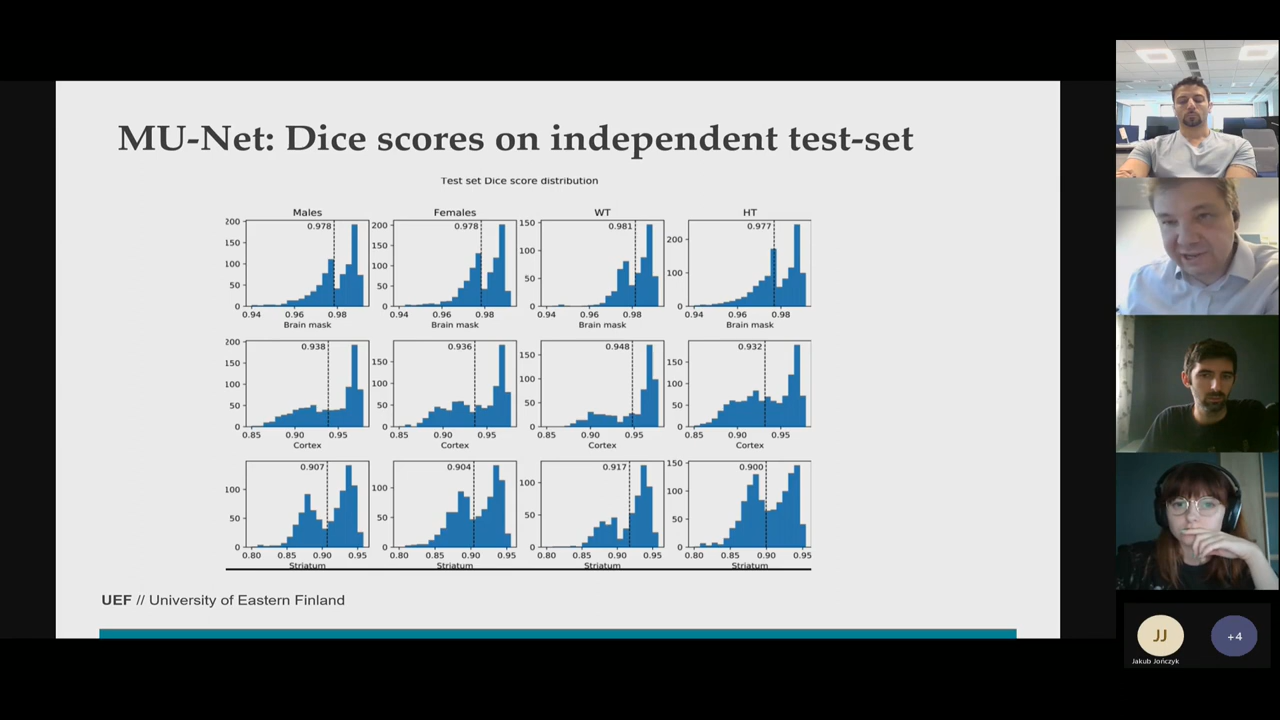 MU-Net: Dice scores on independent test-set
Test set Dice score distribution
Males Females WT HT
200 150 100 50 0
0.978
0.94 0.96 0.98
Brain mask
200 150 100 50 0
0.978
0.94 0.96 0.98
Brain mask
150 100 50 0
0.981
0.94 0.96 0.98
Brain mask
200 100 0
0.977
0.94 0.96 0.98
Brain mask
200 150 100 50 0
0.938
0.85 0.90 0.95
Cortex
150 100 50 0
0.936
0.85 0.90 0.95
Cortex
150 100 50 0
0.948
0.85 0.90 0.95
Cortex
150 100 50 0
0.932
0.85 0.90 0.95
Cortex
100 50 0
0.907
0.80 0.85 0.90 0.95
Striatum
100 50 0
0.904
0.80 0.85 0.90 0.95
Striatum
100 50 0
0.917
0.80 0.85 0.90 0.95
Striatum
150 100 50 0
0.900
0.80 0.85 0.90 0.95
Striatum
UEF // University of Eastern Finland
JJ
Jakub Jończyk
+4